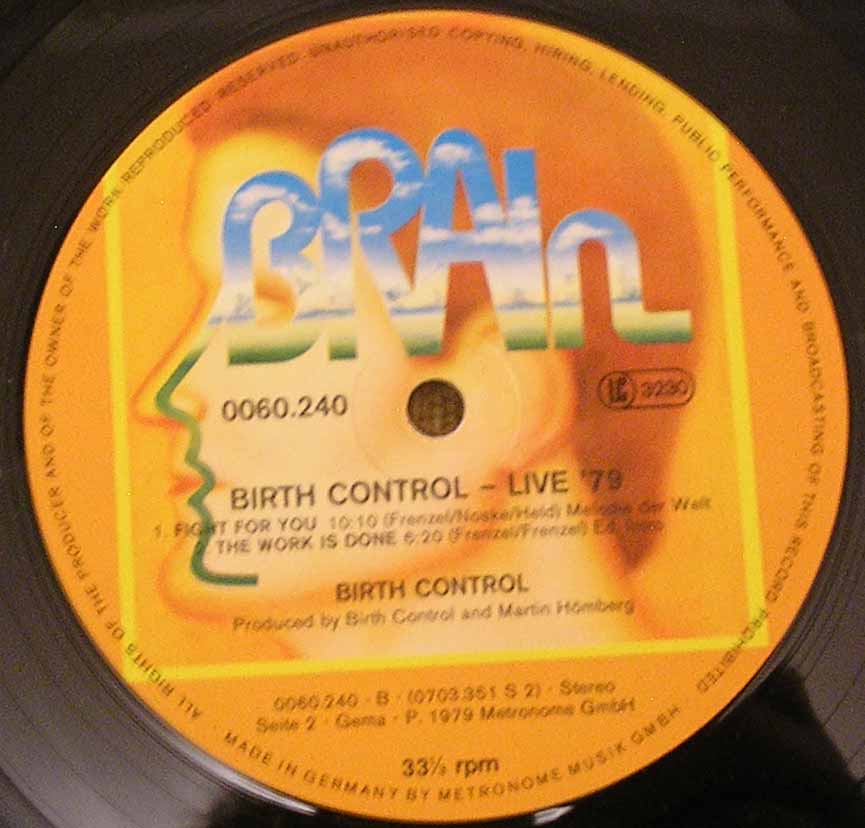 ALL RIGHTS OF THE PRODUCER AND OF THE OWNER OF THE WORK REPRODUCED RESERVED. UNAUTHORISED COPYING, HIRING, LENDING, PUBLIC PERFORMANCE AND BROADCASTING OF THIS RECORD PROHIBITED
BRAIN
0060.240
LC 3230
BIRTH CONTROL – LIVE '79
1. FIGHT FOR YOU 10:10 (Frenzel/Noske/Held) Melodie der Welt
2. THE WORK IS DONE 6:20 (Frenzel/Frenzel) Ed.
BIRTH CONTROL
Produced by Birth Control and Martin Hömberg
0060.240 · B · (0703.351 S 2) · Stereo
Seite 2 · Gema · P. 1979 Metronome GmbH
33⅓ rpm
· MADE IN GERMANY BY METRONOME MUSIK GMBH ·